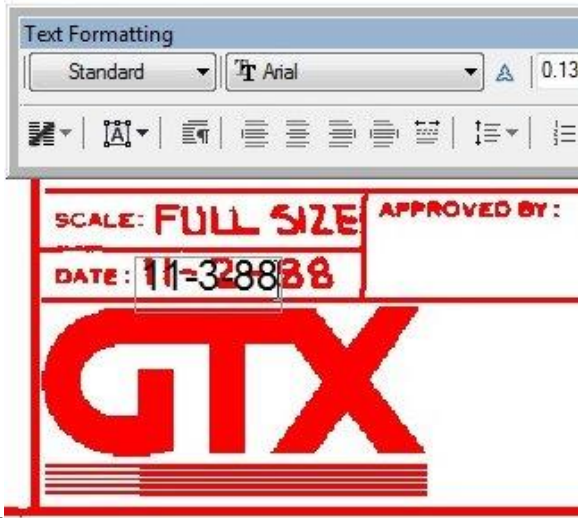 Text Formatting
Standard
Arial
0.13
SCALE: FULL SIZE
APPROVED BY:
DATE: 11-3-88
GTX